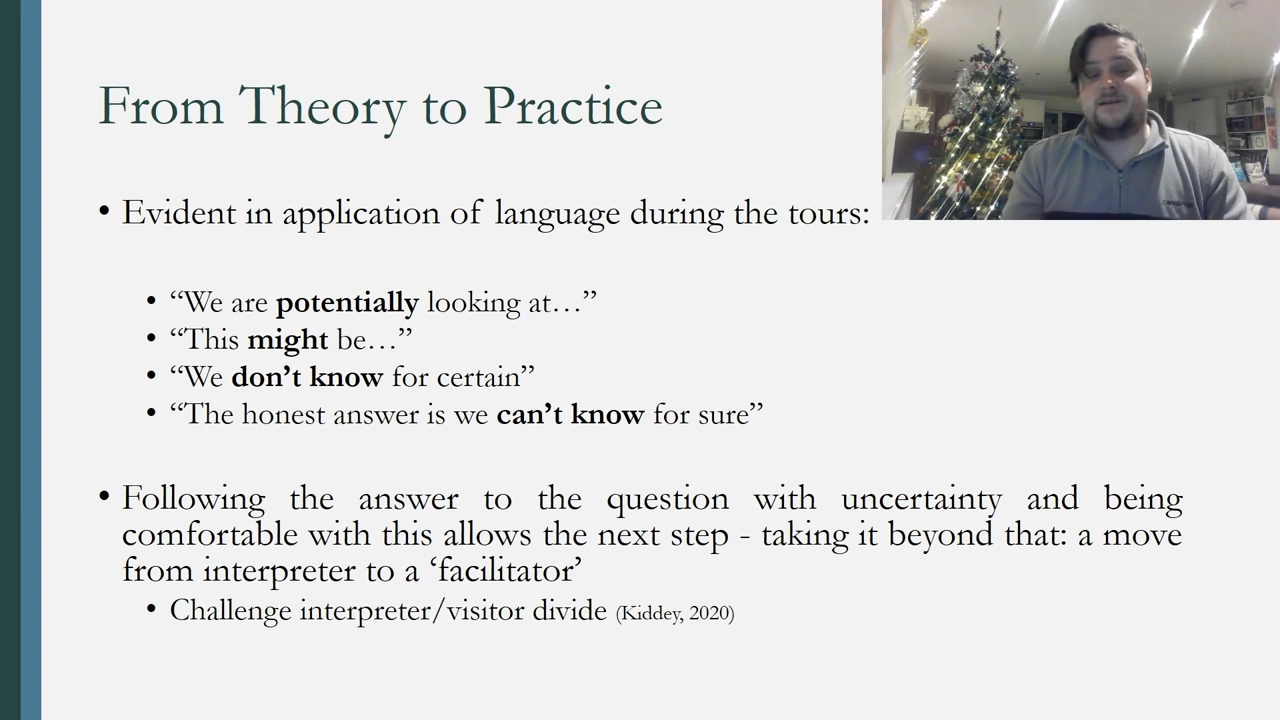 From Theory to Practice
• Evident in application of language during the tours:
• “We are potentially looking at…”
• “This might be…”
• “We don’t know for certain”
• “The honest answer is we can’t know for sure”
• Following the answer to the question with uncertainty and being
comfortable with this allows the next step - taking it beyond that: a move
from interpreter to a ‘facilitator’
• Challenge interpreter/visitor divide (Kiddey, 2020)